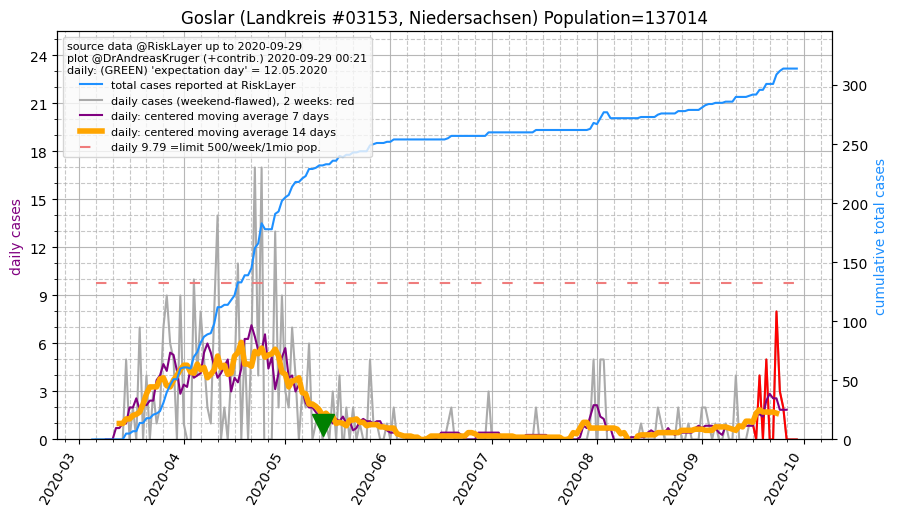 Goslar (Landkreis #03153, Niedersachsen) Population=137014
source data @RiskLayer up to 2020-09-29
plot @DrAndreasKruger (+contrib.) 2020-09-29 00:21
daily: (GREEN) 'expectation day' = 12.05.2020
total cases reported at RiskLayer
daily cases (weekend-flawed), 2 weeks: red
daily: centered moving average 7 days
daily: centered moving average 14 days
daily 9.79 =limit 500/week/1mio pop.
daily cases
24
21
18
15
12
9
6
3
0
cumulative total cases
300
250
200
150
100
50
0
2020-03
2020-04
2020-05
2020-06
2020-07
2020-08
2020-09
2020-10